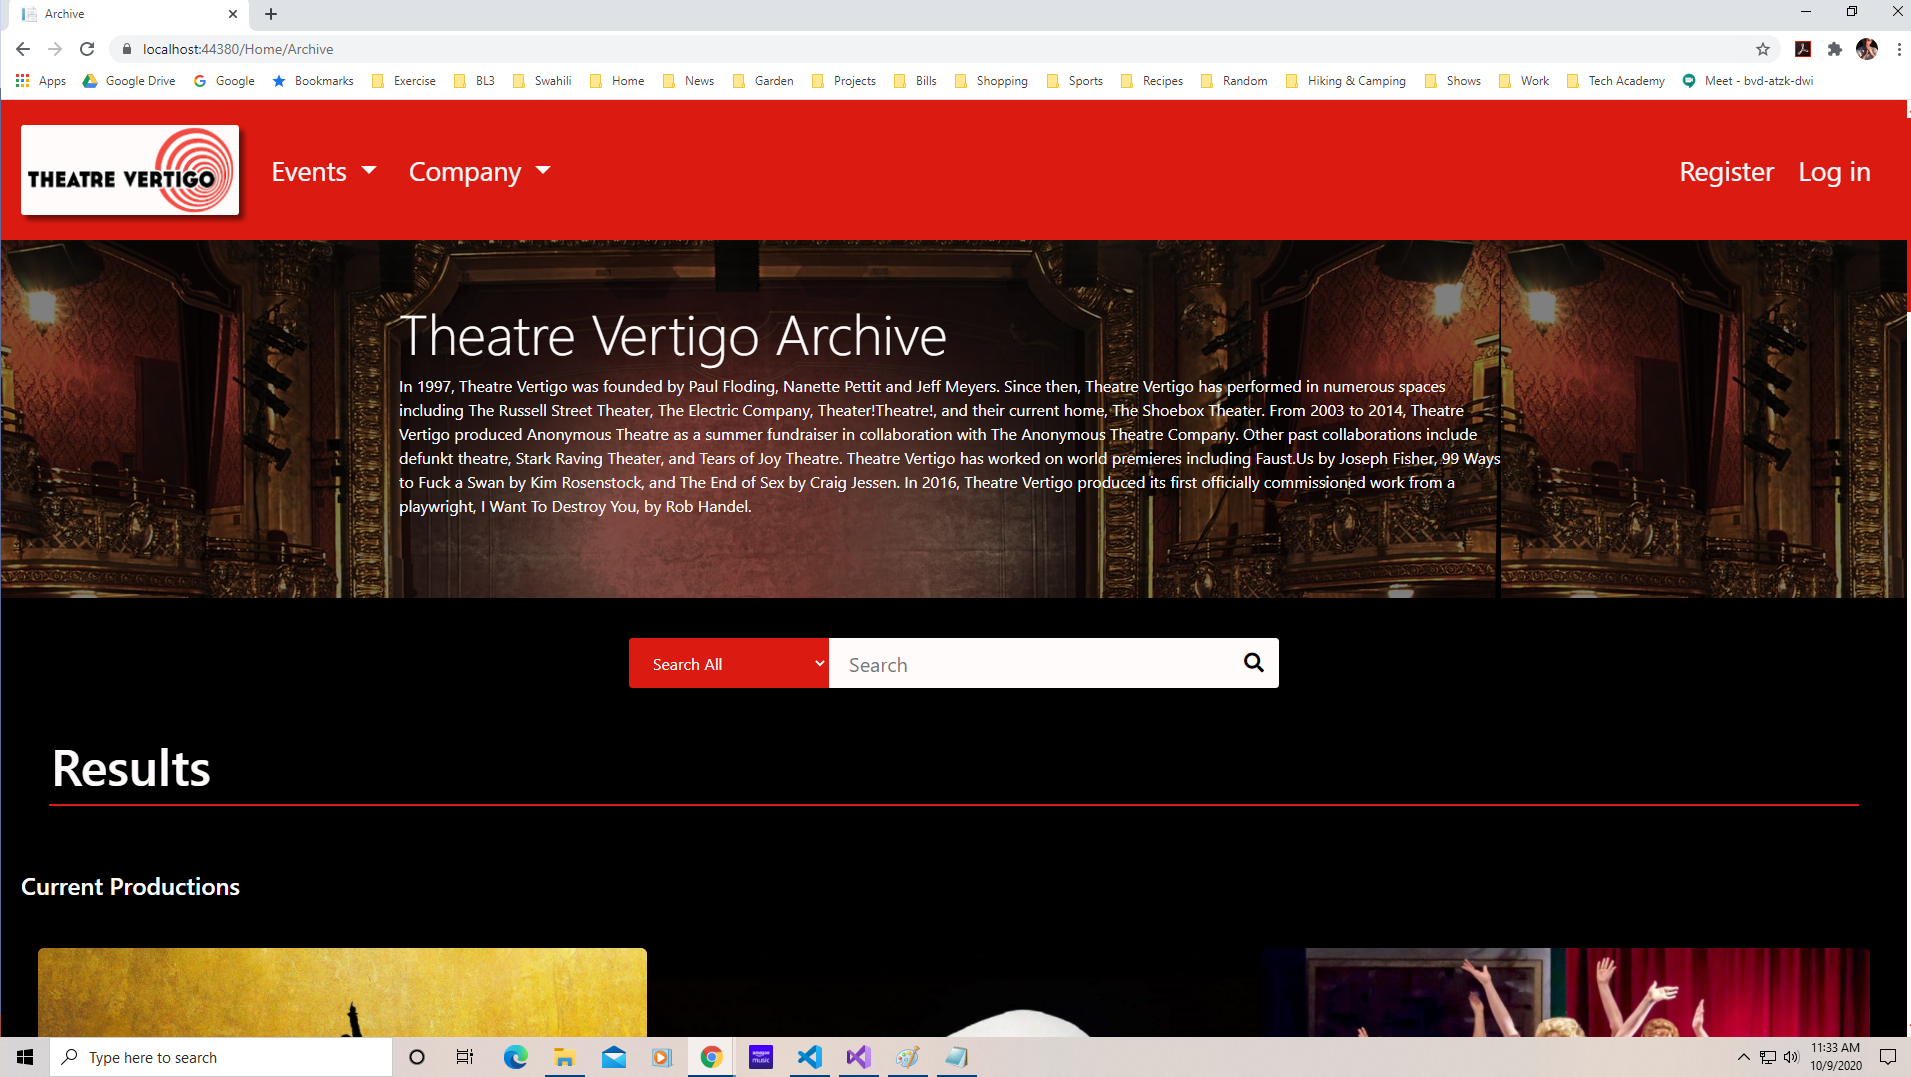 Archive
localhost:44380/Home/Archive
Apps Google Drive Google Bookmarks Exercise BL3 Swahili Home News Garden Projects Bills Shopping Sports Recipes Random Hiking & Camping Shows Work Tech Academy Meet - bvd-atzk-dwi
THEATRE VERTIGO Events Company Register Log in
Theatre Vertigo Archive
In 1997, Theatre Vertigo was founded by Paul Floding, Nanette Pettit and Jeff Meyers. Since then, Theatre Vertigo has performed in numerous spaces
including The Russell Street Theater, The Electric Company, Theater!Theatre!, and their current home, The Shoebox Theater. From 2003 to 2014, Theatre
Vertigo produced Anonymous Theatre as a summer fundraiser in collaboration with The Anonymous Theatre Company. Other past collaborations include
defunkt theatre, Stark Raving Theater, and Tears of Joy Theatre. Theatre Vertigo has worked on world premieres including Faust.Us by Joseph Fisher, 99 Ways
to Fuck a Swan by Kim Rosenstock, and The End of Sex by Craig Jessen. In 2016, Theatre Vertigo produced its first officially commissioned work from a
playwright, I Want To Destroy You, by Rob Handel.
Search All Search
Results
Current Productions
Type here to search
amazon music
11:33 AM
10/9/2020